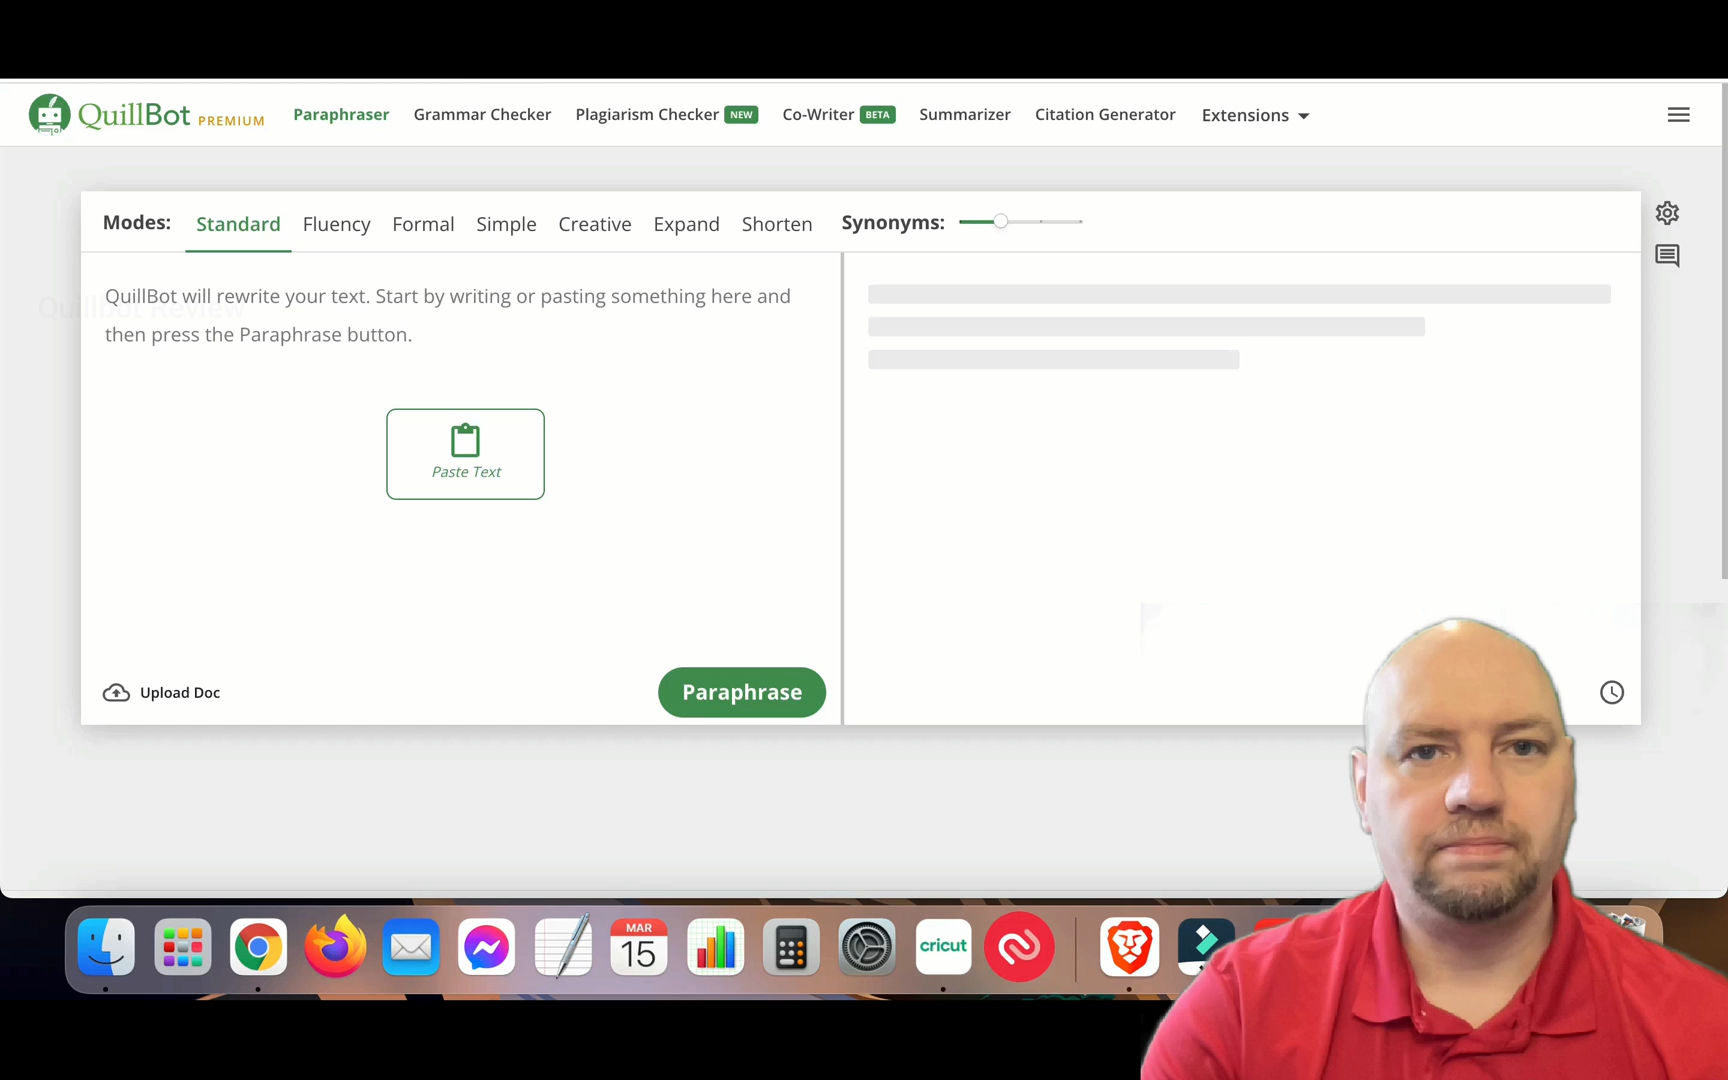 QuillBot PREMIUM Paraphraser Grammar Checker Plagiarism Checker NEW Co-Writer BETA Summarizer Citation Generator Extensions
Modes: Standard Fluency Formal Simple Creative Expand Shorten Synonyms:
QuillBot will rewrite your text. Start by writing or pasting something here and
then press the Paraphrase button.
Quillbot Review
Paste Text
Upload Doc Paraphrase
MAR
15
cricut